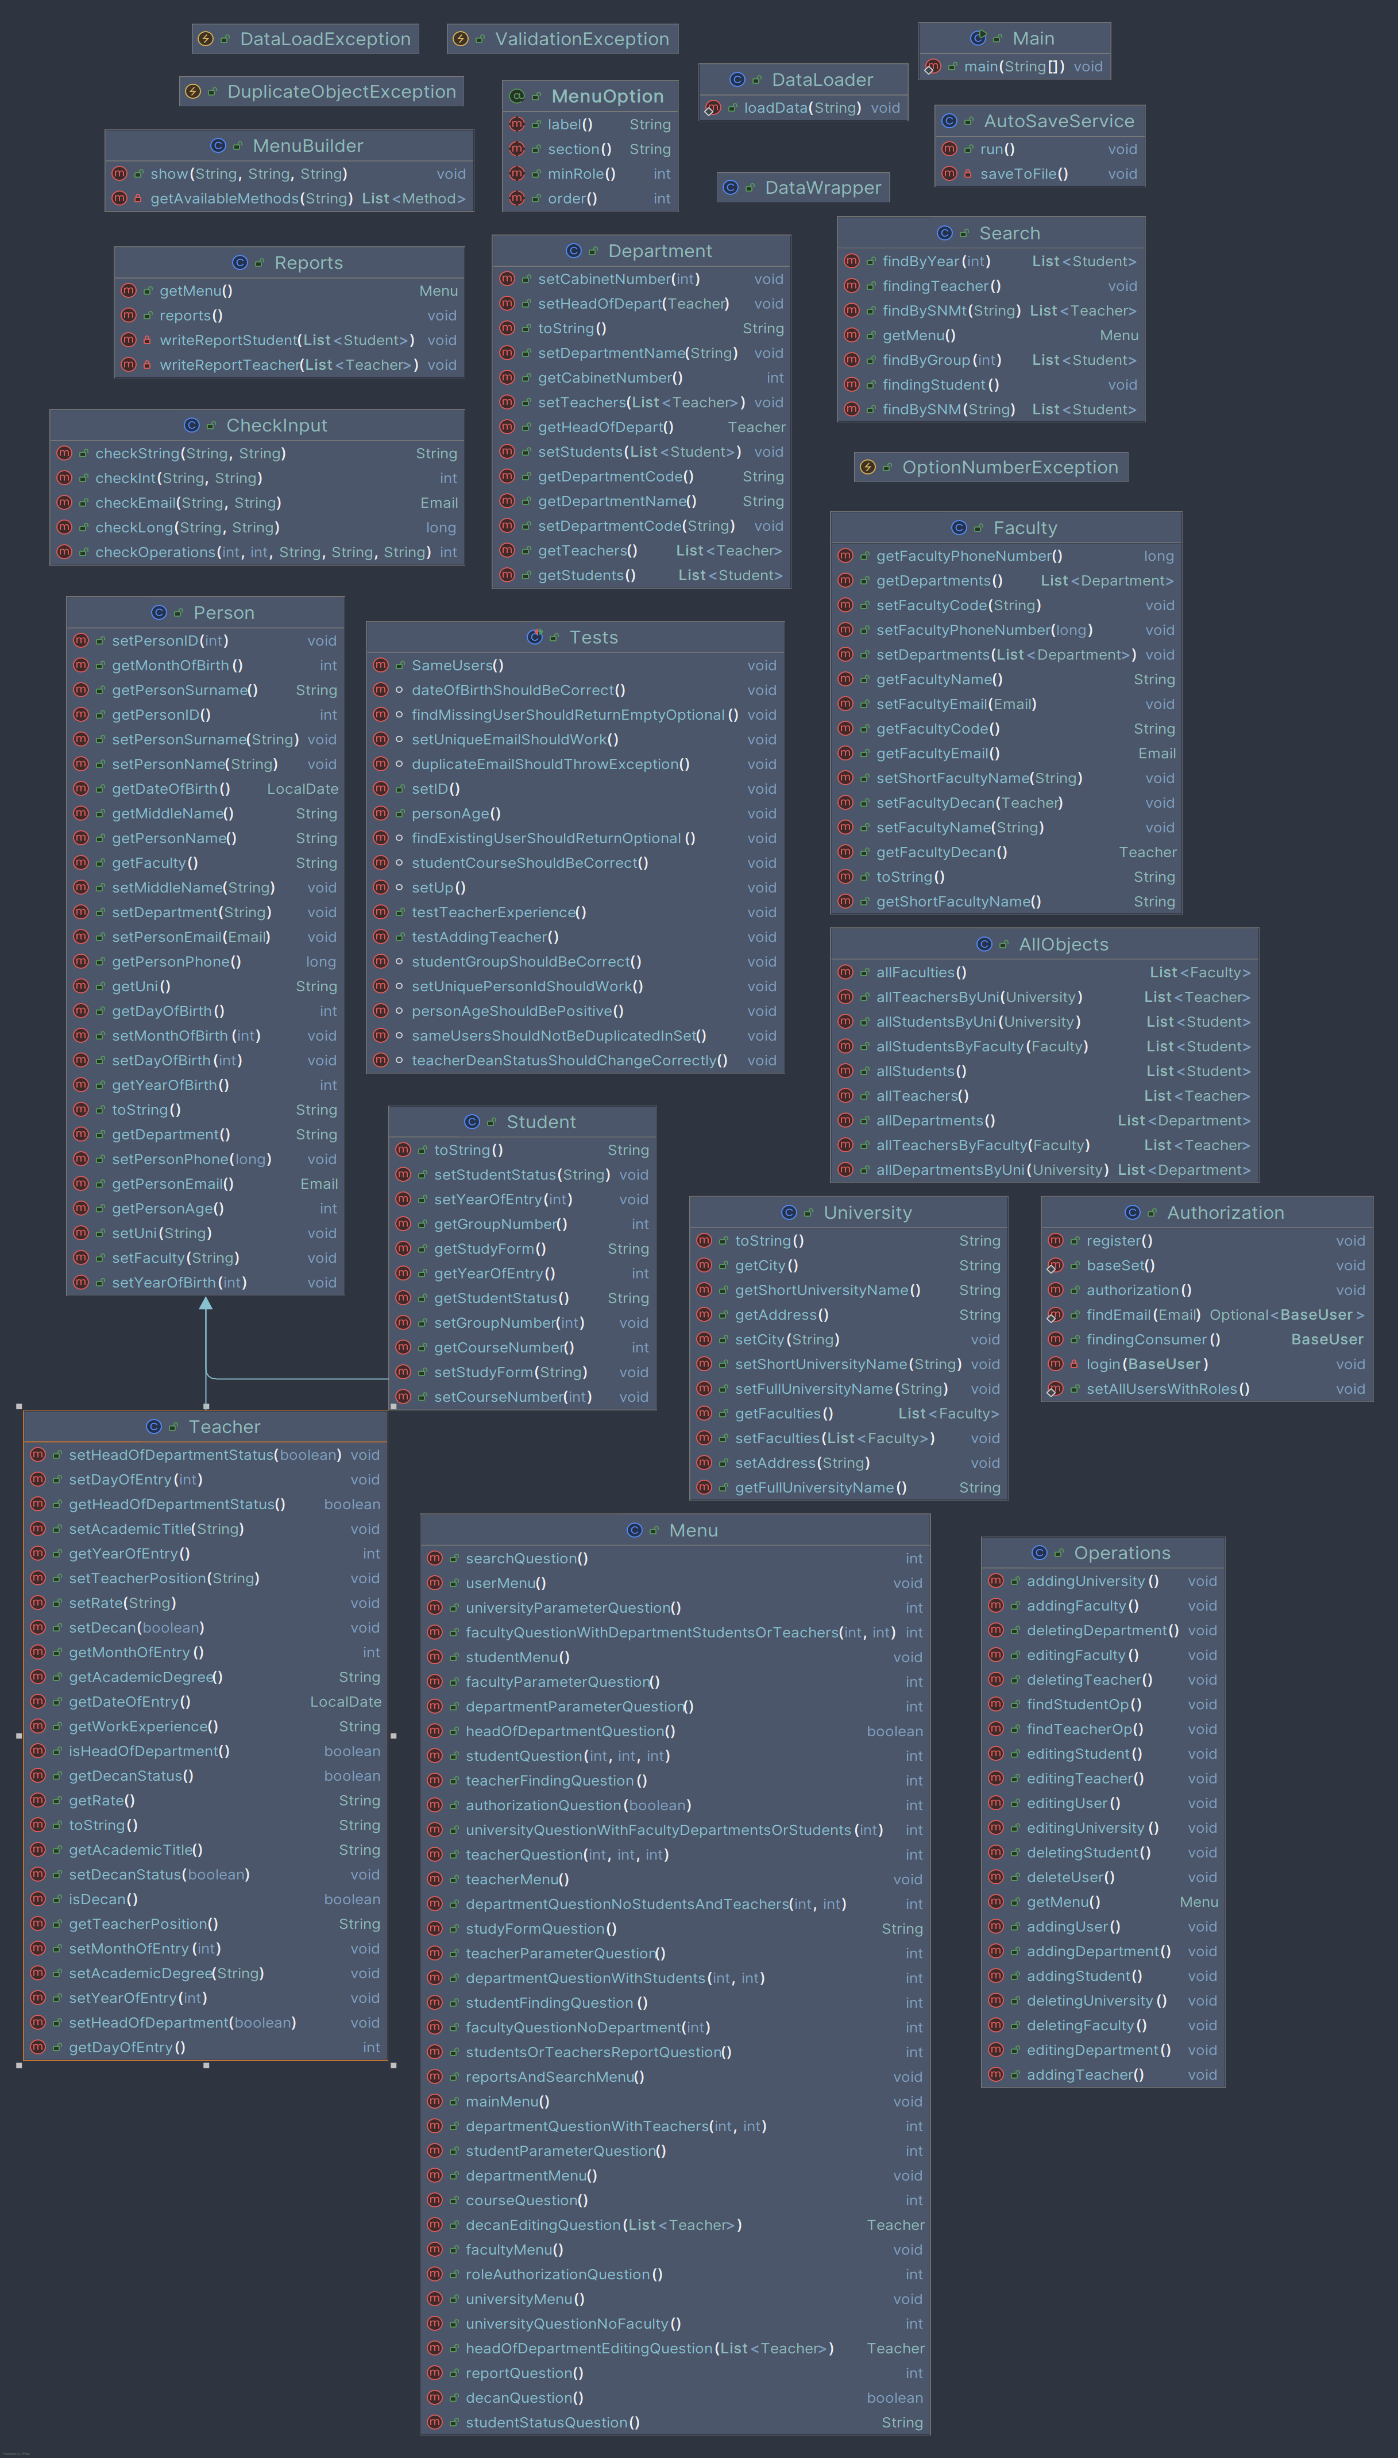 DataLoadException
ValidationException
Main
main(String[]) void
DuplicateObjectException
MenuOption
label() String
section() String
minRole() int
order() int
DataLoader
loadData(String) void
AutoSaveService
run() void
saveToFile() void
MenuBuilder
show(String, String, String) void
getAvailableMethods(String) List<Method>
DataWrapper
Search
findByYear(int) List<Student>
findingTeacher() void
findBySNMt(String) List<Teacher>
getMenu() Menu
findByGroup(int) List<Student>
findingStudent() void
findBySNM(String) List<Student>
Reports
getMenu() Menu
reports() void
writeReportStudent(List<Student>) void
writeReportTeacher(List<Teacher>) void
Department
setCabinetNumber(int) void
setHeadOfDepart(Teacher) void
toString() String
setDepartmentName(String) void
getCabinetNumber() int
setTeachers(List<Teacher>) void
getHeadOfDepart() Teacher
setStudents(List<Student>) void
getDepartmentCode() String
getDepartmentName() String
setDepartmentCode(String) void
getTeachers() List<Teacher>
getStudents() List<Student>
CheckInput
checkString(String, String) String
checkInt(String, String) int
checkEmail(String, String) Email
checkLong(String, String) long
checkOperations(int, int, String, String, String) int
OptionNumberException
Faculty
getFacultyPhoneNumber() long
getDepartments() List<Department>
setFacultyCode(String) void
setFacultyPhoneNumber(long) void
setDepartments(List<Department>) void
getFacultyName() String
setFacultyEmail(Email) void
getFacultyCode() String
getFacultyEmail() Email
setShortFacultyName(String) void
setFacultyDecan(Teacher) void
setFacultyName(String) void
getFacultyDecan() Teacher
toString() String
getShortFacultyName() String
Person
setPersonID(int) void
getMonthOfBirth() int
getPersonSurname() String
getPersonID() int
setPersonSurname(String) void
setPersonName(String) void
getDateOfBirth() LocalDate
getMiddleName() String
getPersonName() String
getFaculty() String
setMiddleName(String) void
setDepartment(String) void
setPersonEmail(Email) void
getPersonPhone() long
getUni() String
getDayOfBirth() int
setMonthOfBirth(int) void
setDayOfBirth(int) void
getYearOfBirth() int
toString() String
getDepartment() String
setPersonPhone(long) void
getPersonEmail() Email
getPersonAge() int
setUni(String) void
setFaculty(String) void
setYearOfBirth(int) void
Tests
SameUsers() void
dateOfBirthShouldBeCorrect() void
findMissingUserShouldReturnEmptyOptional() void
setUniqueEmailShouldWork() void
duplicateEmailShouldThrowException() void
setID() void
personAge() void
findExistingUserShouldReturnOptional() void
studentCourseShouldBeCorrect() void
setUp() void
testTeacherExperience() void
testAddingTeacher() void
studentGroupShouldBeCorrect() void
setUniquePersonIdShouldWork() void
personAgeShouldBePositive() void
sameUsersShouldNotBeDuplicatedInSet() void
teacherDeanStatusShouldChangeCorrectly() void
AllObjects
allFaculties() List<Faculty>
allTeachersByUni(University) List<Teacher>
allStudentsByUni(University) List<Student>
allStudentsByFaculty(Faculty) List<Student>
allStudents() List<Student>
allTeachers() List<Teacher>
allDepartments() List<Department>
allTeachersByFaculty(Faculty) List<Teacher>
allDepartmentsByUni(University) List<Department>
Student
toString() String
setStudentStatus(String) void
setYearOfEntry(int) void
getGroupNumber() int
getStudyForm() String
getYearOfEntry() int
getStudentStatus() String
setGroupNumber(int) void
getCourseNumber() int
setStudyForm(String) void
setCourseNumber(int) void
University
toString() String
getCity() String
getShortUniversityName() String
getAddress() String
setCity(String) void
setShortUniversityName(String) void
setFullUniversityName(String) void
getFaculties() List<Faculty>
setFaculties(List<Faculty>) void
setAddress(String) void
getFullUniversityName() String
Authorization
register() void
baseSet() void
authorization() void
findEmail(Email) Optional<BaseUser>
findingConsumer() BaseUser
login(BaseUser) void
setAllUsersWithRoles() void
Teacher
setHeadOfDepartmentStatus(boolean) void
setDayOfEntry(int) void
getHeadOfDepartmentStatus() boolean
setAcademicTitle(String) void
getYearOfEntry() int
setTeacherPosition(String) void
setRate(String) void
setDecan(boolean) void
getMonthOfEntry() int
getAcademicDegree() String
getDateOfEntry() LocalDate
getWorkExperience() String
isHeadOfDepartment() boolean
getDecanStatus() boolean
getRate() String
toString() String
getAcademicTitle() String
setDecanStatus(boolean) void
isDecan() boolean
getTeacherPosition() String
setMonthOfEntry(int) void
setAcademicDegree(String) void
setYearOfEntry(int) void
setHeadOfDepartment(boolean) void
getDayOfEntry() int
Menu
searchQuestion() int
userMenu() void
universityParameterQuestion() int
facultyQuestionWithDepartmentStudentsOrTeachers(int, int) int
studentMenu() void
facultyParameterQuestion() int
departmentParameterQuestion() int
headOfDepartmentQuestion() boolean
studentQuestion(int, int, int) int
teacherFindingQuestion() int
authorizationQuestion(boolean) int
universityQuestionWithFacultyDepartmentsOrStudents(int) int
teacherQuestion(int, int, int) int
teacherMenu() void
departmentQuestionNoStudentsAndTeachers(int, int) int
studyFormQuestion() String
teacherParameterQuestion() int
departmentQuestionWithStudents(int, int) int
studentFindingQuestion() int
facultyQuestionNoDepartment(int) int
studentsOrTeachersReportQuestion() int
reportsAndSearchMenu() void
mainMenu() void
departmentQuestionWithTeachers(int, int) int
studentParameterQuestion() int
departmentMenu() void
courseQuestion() int
decanEditingQuestion(List<Teacher>) Teacher
facultyMenu() void
roleAuthorizationQuestion() int
universityMenu() void
universityQuestionNoFaculty() int
headOfDepartmentEditingQuestion(List<Teacher>) Teacher
reportQuestion() int
decanQuestion() boolean
studentStatusQuestion() String
Operations
addingUniversity() void
addingFaculty() void
deletingDepartment() void
editingFaculty() void
deletingTeacher() void
findStudentOp() void
findTeacherOp() void
editingStudent() void
editingTeacher() void
editingUser() void
editingUniversity() void
deletingStudent() void
deleteUser() void
getMenu() Menu
addingUser() void
addingDepartment() void
addingStudent() void
deletingUniversity() void
deletingFaculty() void
editingDepartment() void
addingTeacher() void